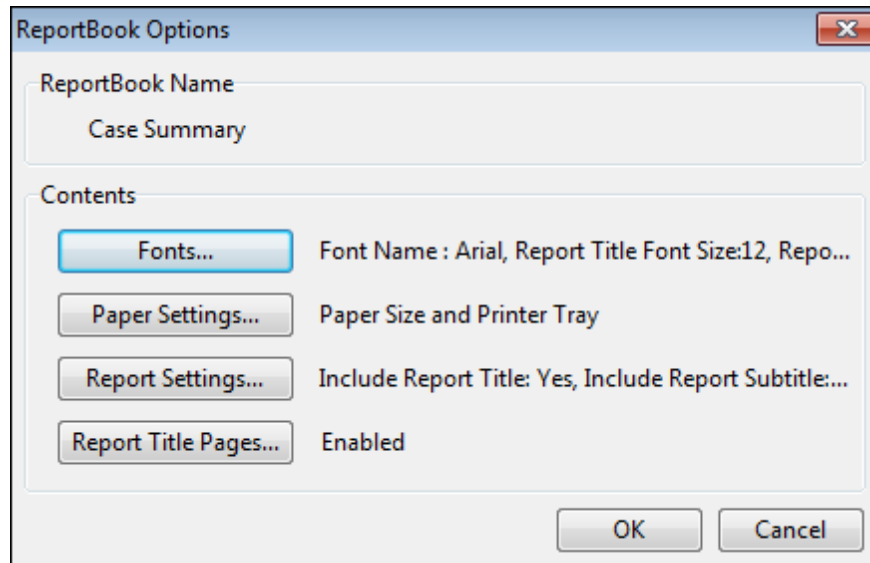 ReportBook Options
ReportBook Name
Case Summary
Contents
Fonts... Font Name : Arial, Report Title Font Size:12, Repo...
Paper Settings... Paper Size and Printer Tray
Report Settings... Include Report Title: Yes, Include Report Subtitle:...
Report Title Pages... Enabled
OK Cancel